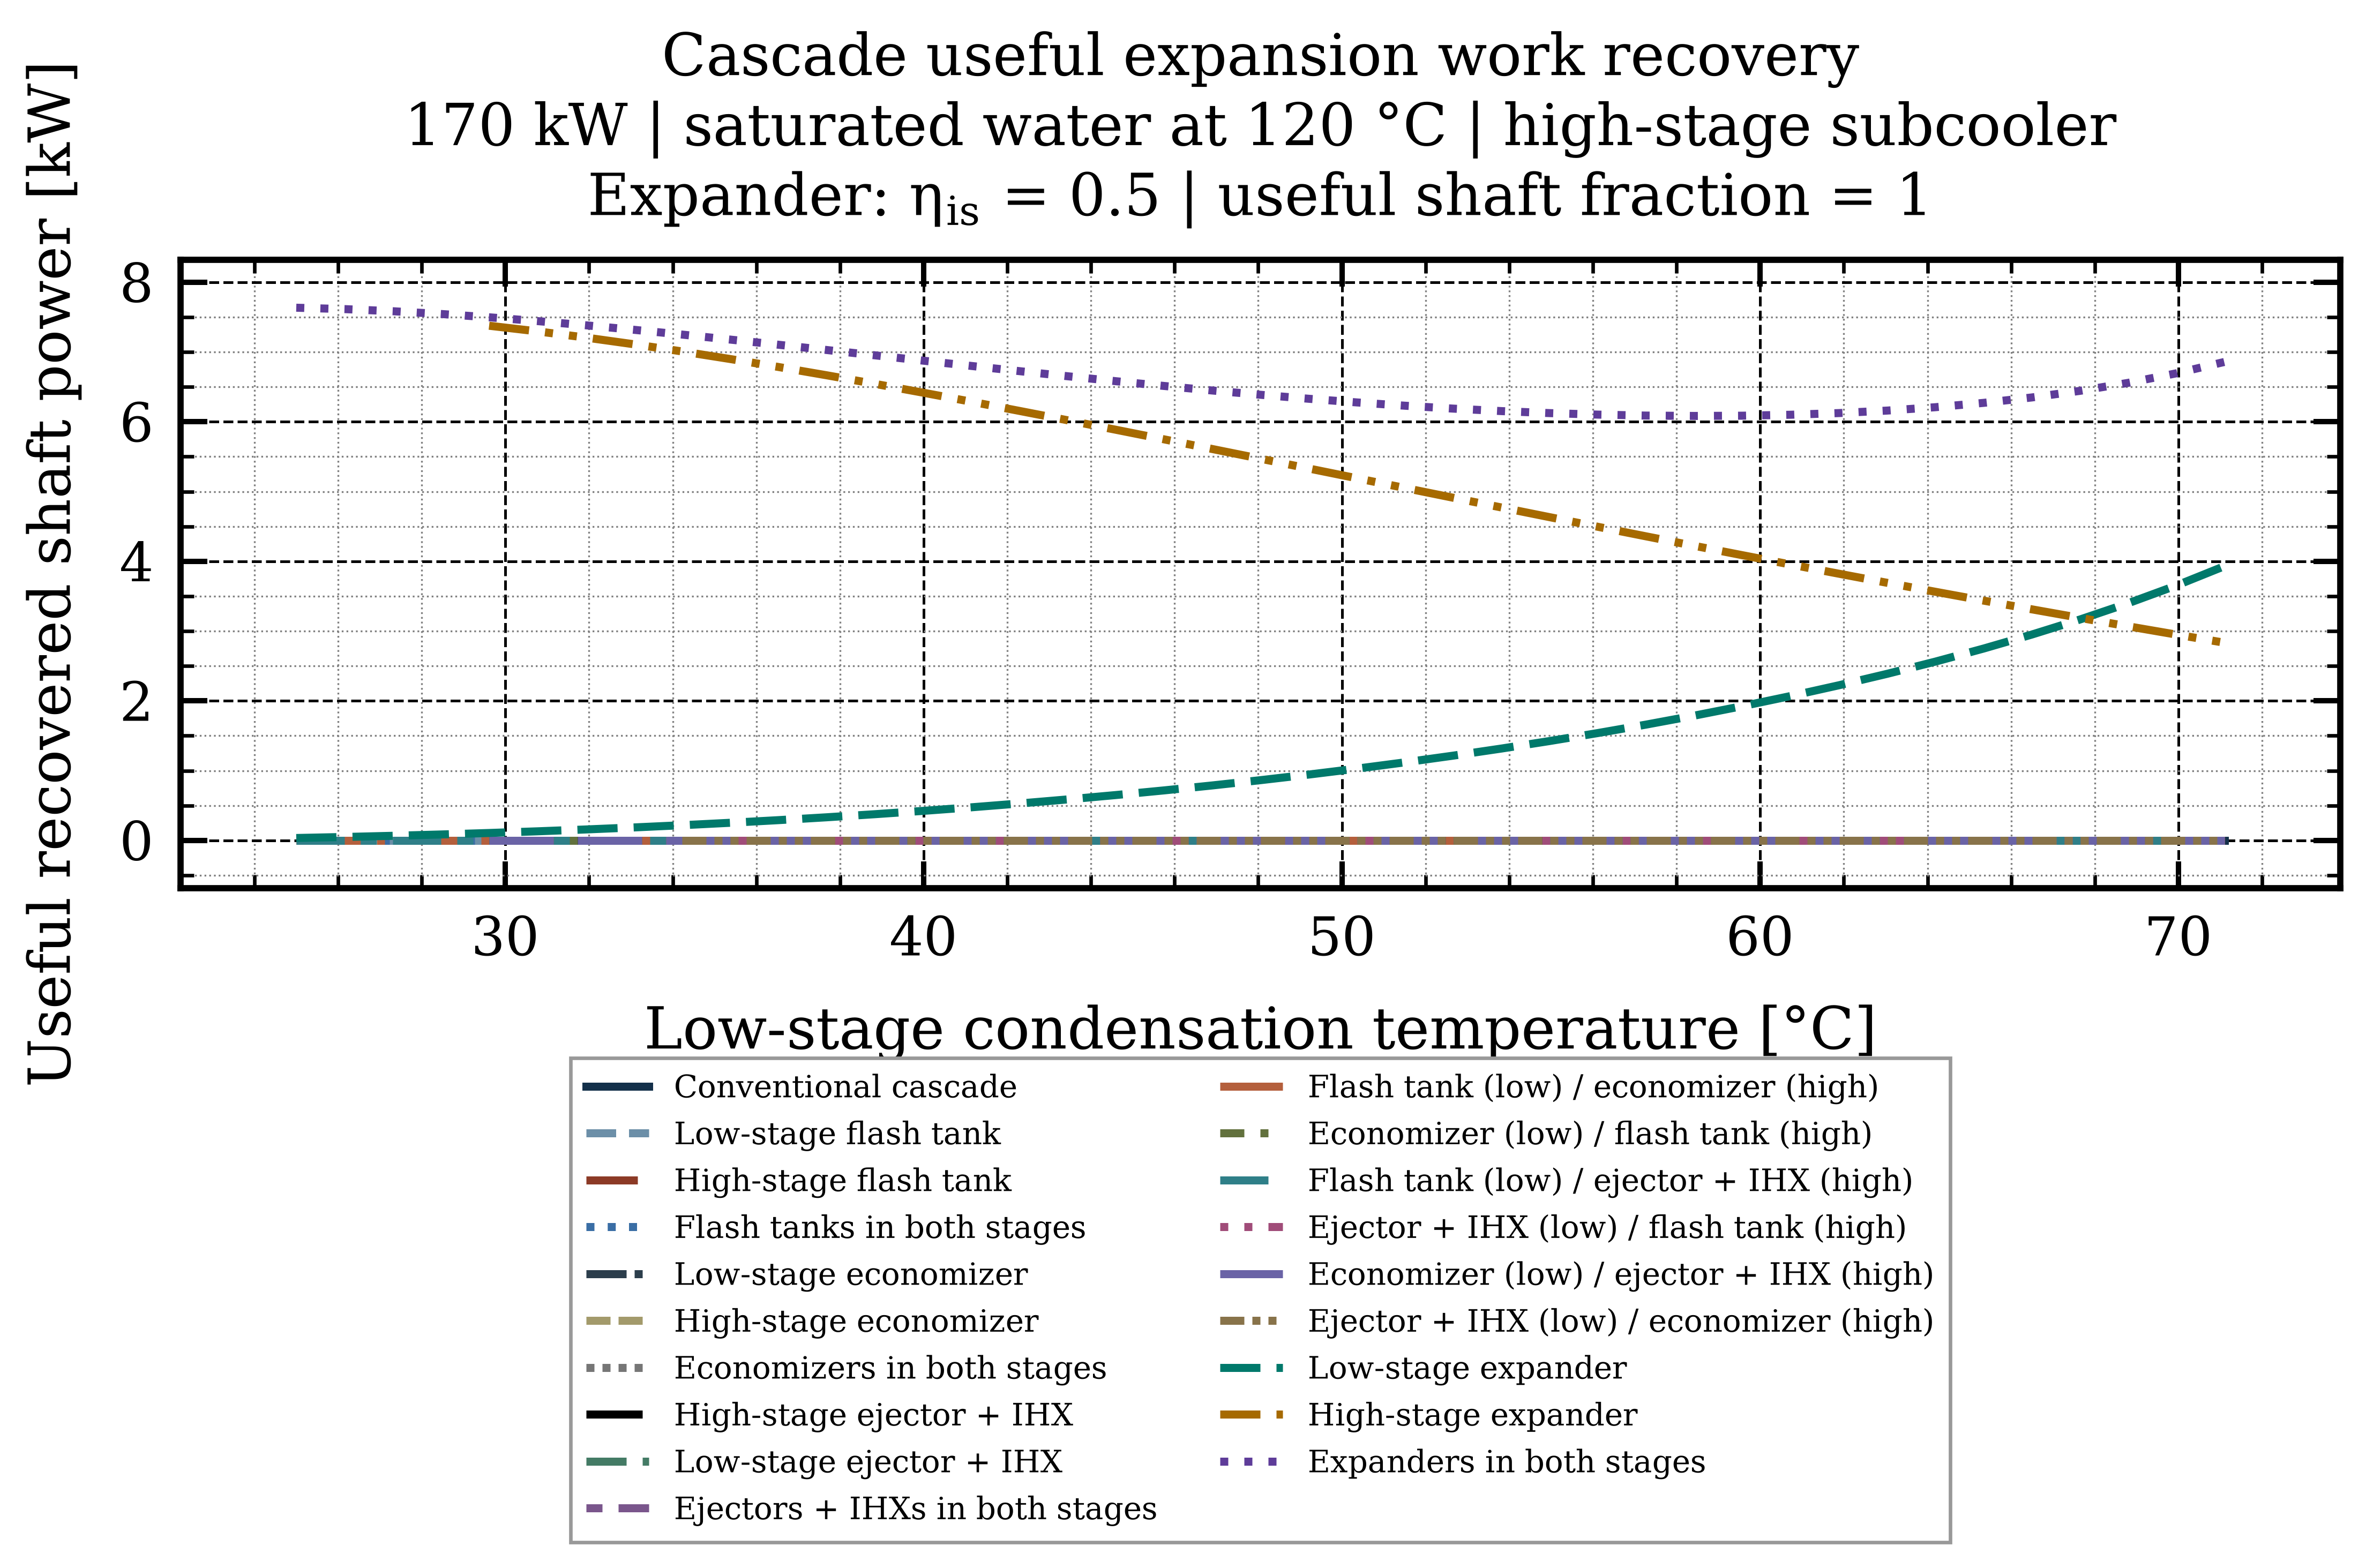 Cascade useful expansion work recovery
170 kW | saturated water at 120 °C | high-stage subcooler
Expander: ηis = 0.5 | useful shaft fraction = 1
Useful recovered shaft power [kW]
8
6
4
2
0
30 40 50 60 70
Low-stage condensation temperature [°C]
Conventional cascade
Low-stage flash tank
High-stage flash tank
Flash tanks in both stages
Low-stage economizer
High-stage economizer
Economizers in both stages
High-stage ejector + IHX
Low-stage ejector + IHX
Ejectors + IHXs in both stages
Flash tank (low) / economizer (high)
Economizer (low) / flash tank (high)
Flash tank (low) / ejector + IHX (high)
Ejector + IHX (low) / flash tank (high)
Economizer (low) / ejector + IHX (high)
Ejector + IHX (low) / economizer (high)
Low-stage expander
High-stage expander
Expanders in both stages